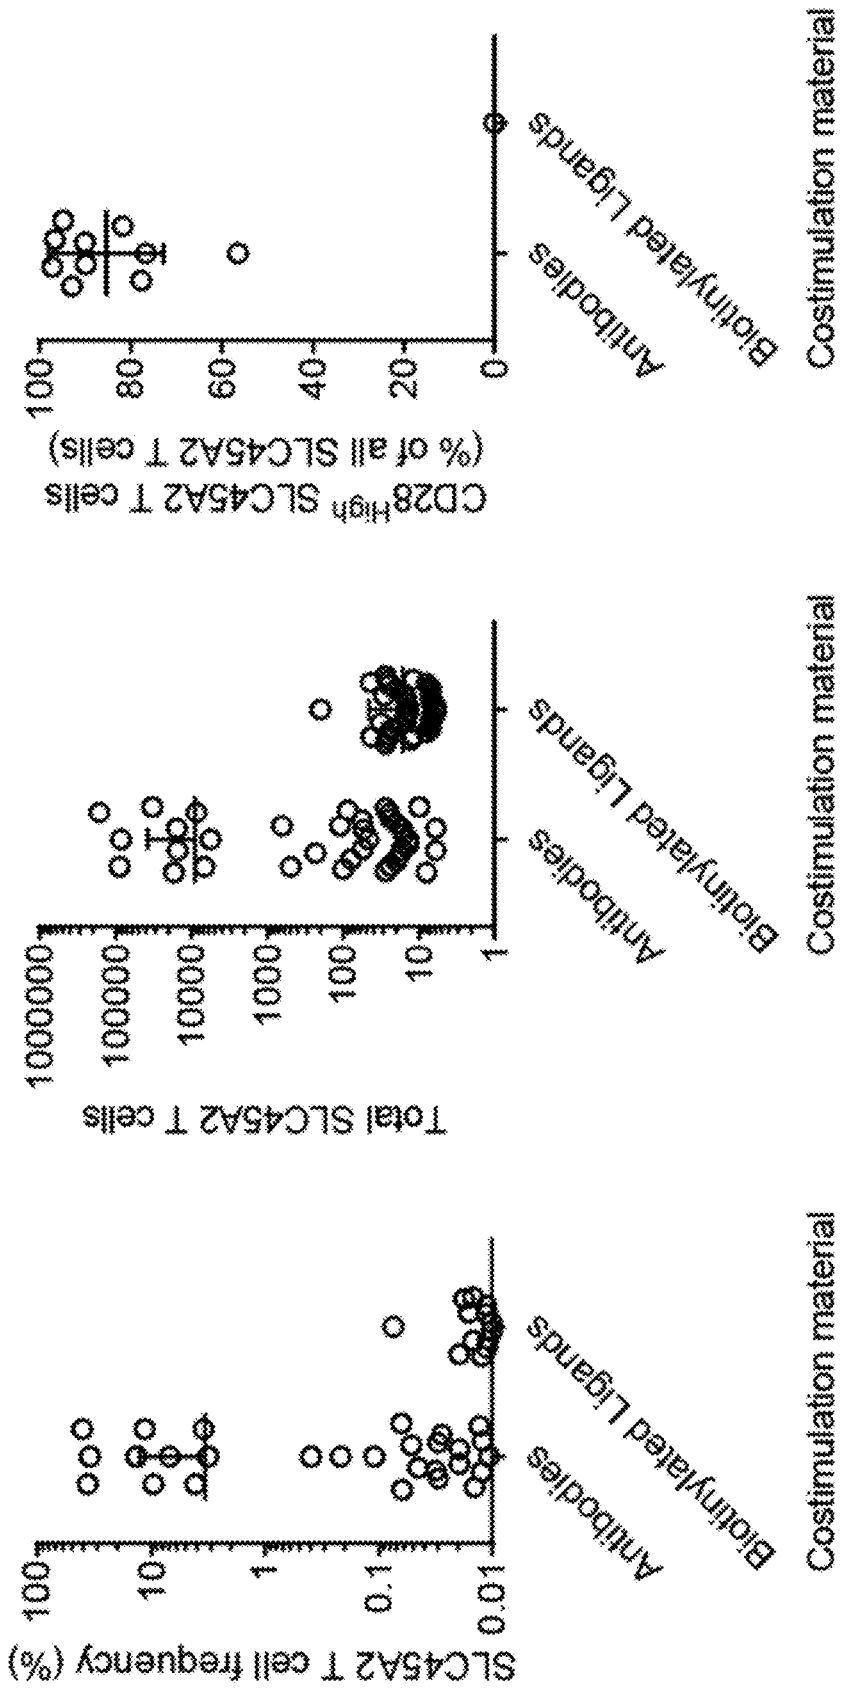 SLC45A2 T cell frequency (%)
100
10
1
0.1
0.01
Antibodies
Biotinylated Ligands
Costimulation material
Total SLC45A2 T cells
1000000
100000
10000
1000
100
10
1
Antibodies
Biotinylated Ligands
Costimulation material
CD28High SLC45A2 T cells
(% of all SLC45A2 T cells)
100
80
60
40
20
0
Antibodies
Biotinylated Ligands
Costimulation material